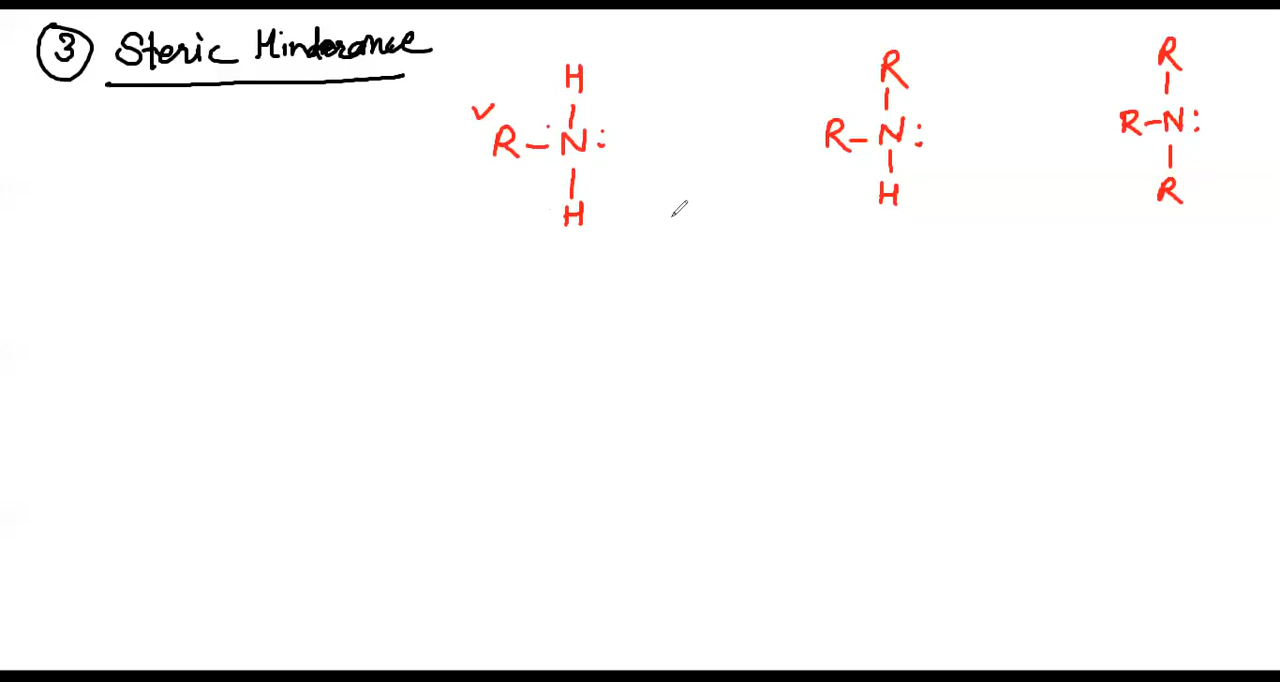 ③ Steric Hinderance
H R R
R-N: R-N: R-N:
H H R